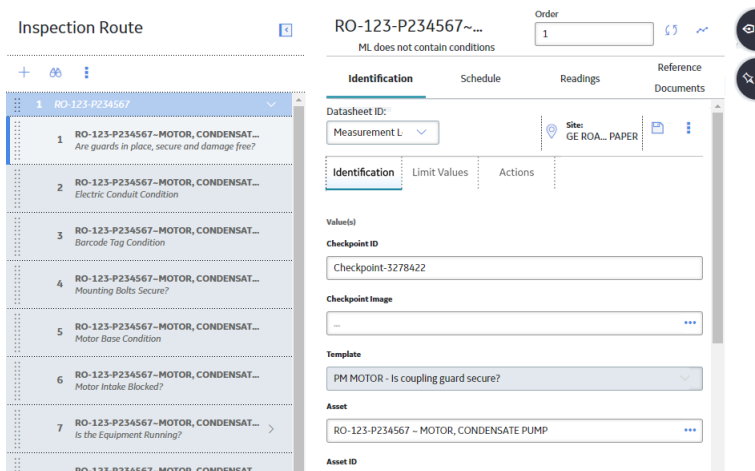 Inspection Route
1 RO-123-P234567
1 RO-123-P234567~MOTOR, CONDENSAT...
Are guards in place, secure and damage free?
2 RO-123-P234567~MOTOR, CONDENSAT...
Electric Conduit Condition
3 RO-123-P234567~MOTOR, CONDENSAT...
Barcode Tag Condition
4 RO-123-P234567~MOTOR, CONDENSAT...
Mounting Bolts Secure?
5 RO-123-P234567~MOTOR, CONDENSAT...
Motor Base Condition
6 RO-123-P234567~MOTOR, CONDENSAT...
Motor Intake Blocked?
7 RO-123-P234567~MOTOR, CONDENSAT...
Is the Equipment Running?
RO-123-P234567~MOTOR, CONDENSAT...
RO-123-P234567~...
ML does not contain conditions
Order
1
Identification Schedule Readings Reference Documents
Datasheet ID:
Measurement L
Site:
GE ROA... PAPER
Identification Limit Values Actions
Value(s)
Checkpoint ID
Checkpoint-3278422
Checkpoint Image
...
Template
PM MOTOR - Is coupling guard secure?
Asset
RO-123-P234567 ~ MOTOR, CONDENSATE PUMP
Asset ID